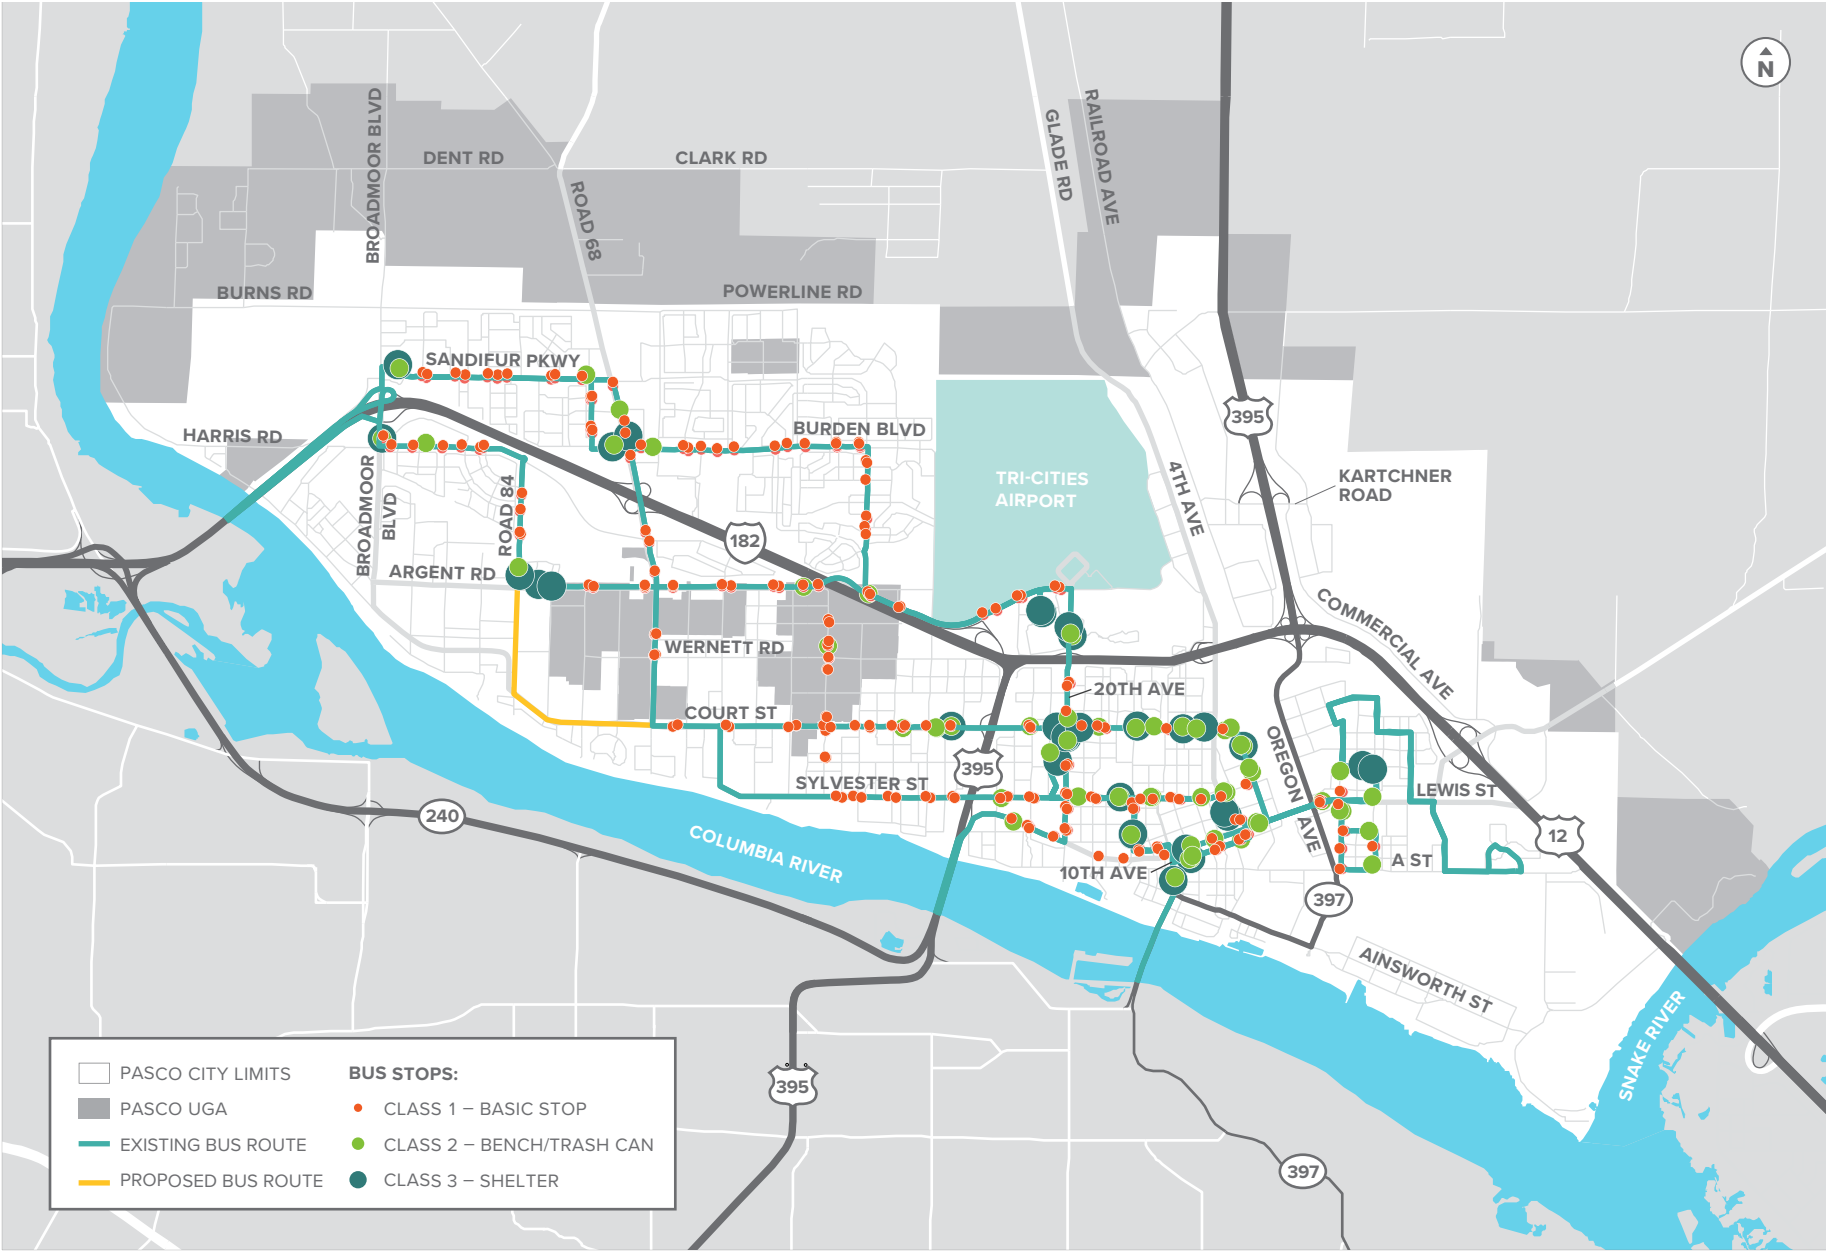 N
BROADMOOR BLVD
DENT RD
CLARK RD
ROAD 68
GLADE RD
RAILROAD AVE
BURNS RD
POWERLINE RD
SANDIFUR PKWY
HARRIS RD
BURDEN BLVD
395
TRI-CITIES
AIRPORT
4TH AVE
KARTCHNER
ROAD
BROADMOOR
BLVD
ROAD 84
182
ARGENT RD
COMMERCIAL AVE
WERNETT RD
20TH AVE
COURT ST
OREGON AVE
395
SYLVESTER ST
LEWIS ST
240
COLUMBIA RIVER
12
A ST
10TH AVE
397
AINSWORTH ST
SNAKE RIVER
395
397
PASCO CITY LIMITS
PASCO UGA
EXISTING BUS ROUTE
PROPOSED BUS ROUTE
BUS STOPS:
CLASS 1 – BASIC STOP
CLASS 2 – BENCH/TRASH CAN
CLASS 3 – SHELTER